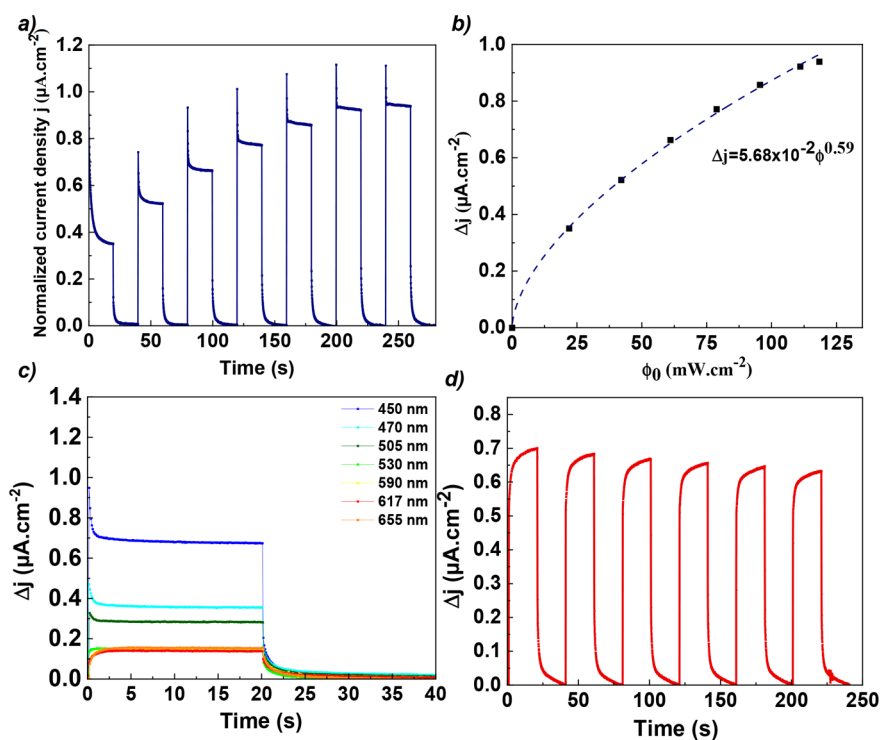 a)
Normalized current density j (µA.cm-2)
1.2
1.0
0.8
0.6
0.4
0.2
0.0
0 50 100 150 200 250
Time (s)
b)
Δj (µA.cm-2)
1.0
0.8
0.6
0.4
0.2
0.0
Δj=5.68x10-2ϕ0.59
0 25 50 75 100 125
ϕ0 (mW.cm-2)
c)
Δj (µA.cm-2)
1.4
1.2
1.0
0.8
0.6
0.4
0.2
0.0
450 nm
470 nm
505 nm
530 nm
590 nm
617 nm
655 nm
0 5 10 15 20 25 30 35 40
Time (s)
d)
Δj (µA.cm-2)
0.8
0.7
0.6
0.5
0.4
0.3
0.2
0.1
0.0
0 50 100 150 200 250
Time (s)